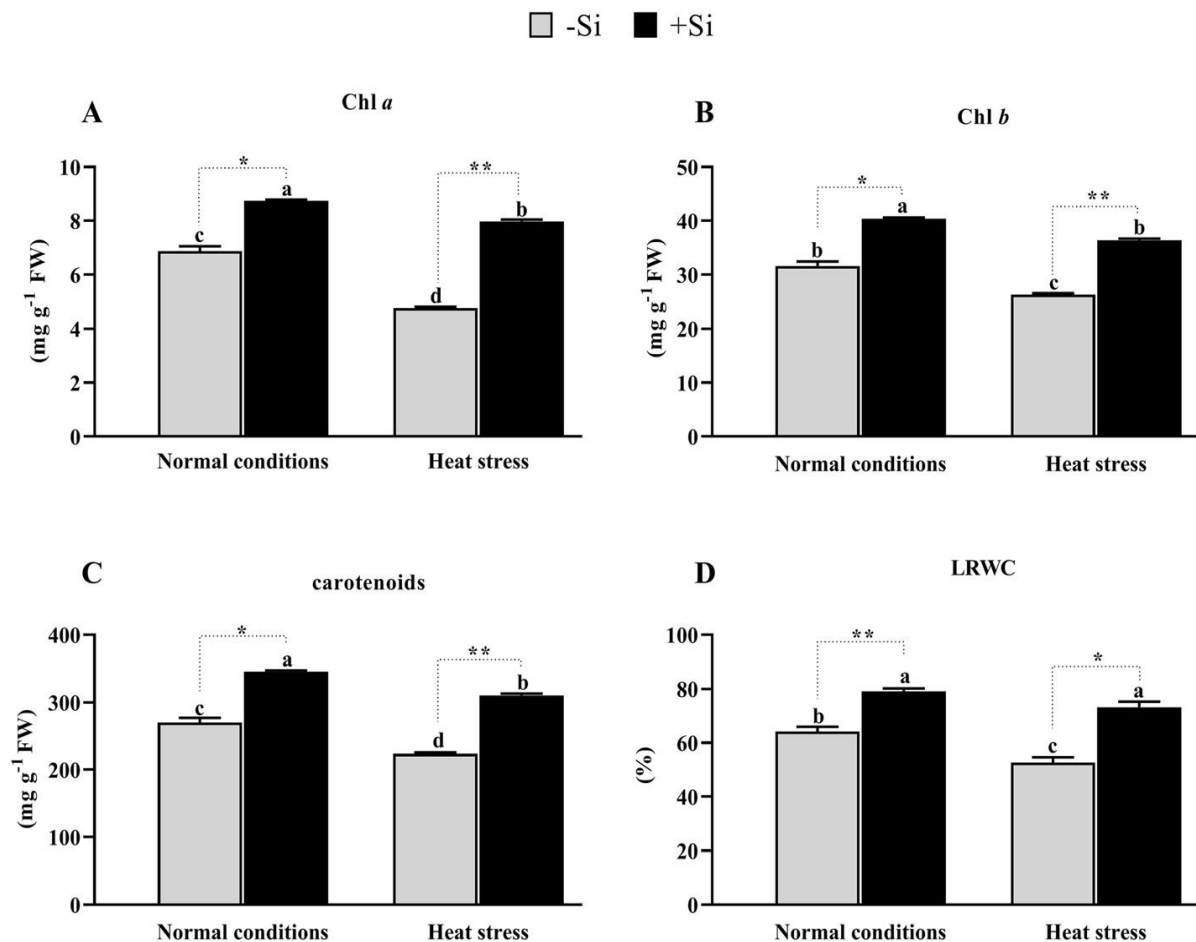 -Si +Si
A
Chl a
(mg g-1 FW)
10
8
6
4
2
0
*
**
c
a
d
b
Normal conditions
Heat stress
B
Chl b
(mg g-1 FW)
50
40
30
20
10
0
*
**
b
a
c
b
Normal conditions
Heat stress
C
carotenoids
(mg g-1 FW)
400
300
200
100
0
*
**
c
a
d
b
Normal conditions
Heat stress
D
LRWC
(%)
100
80
60
40
20
0
**
*
b
a
c
a
Normal conditions
Heat stress